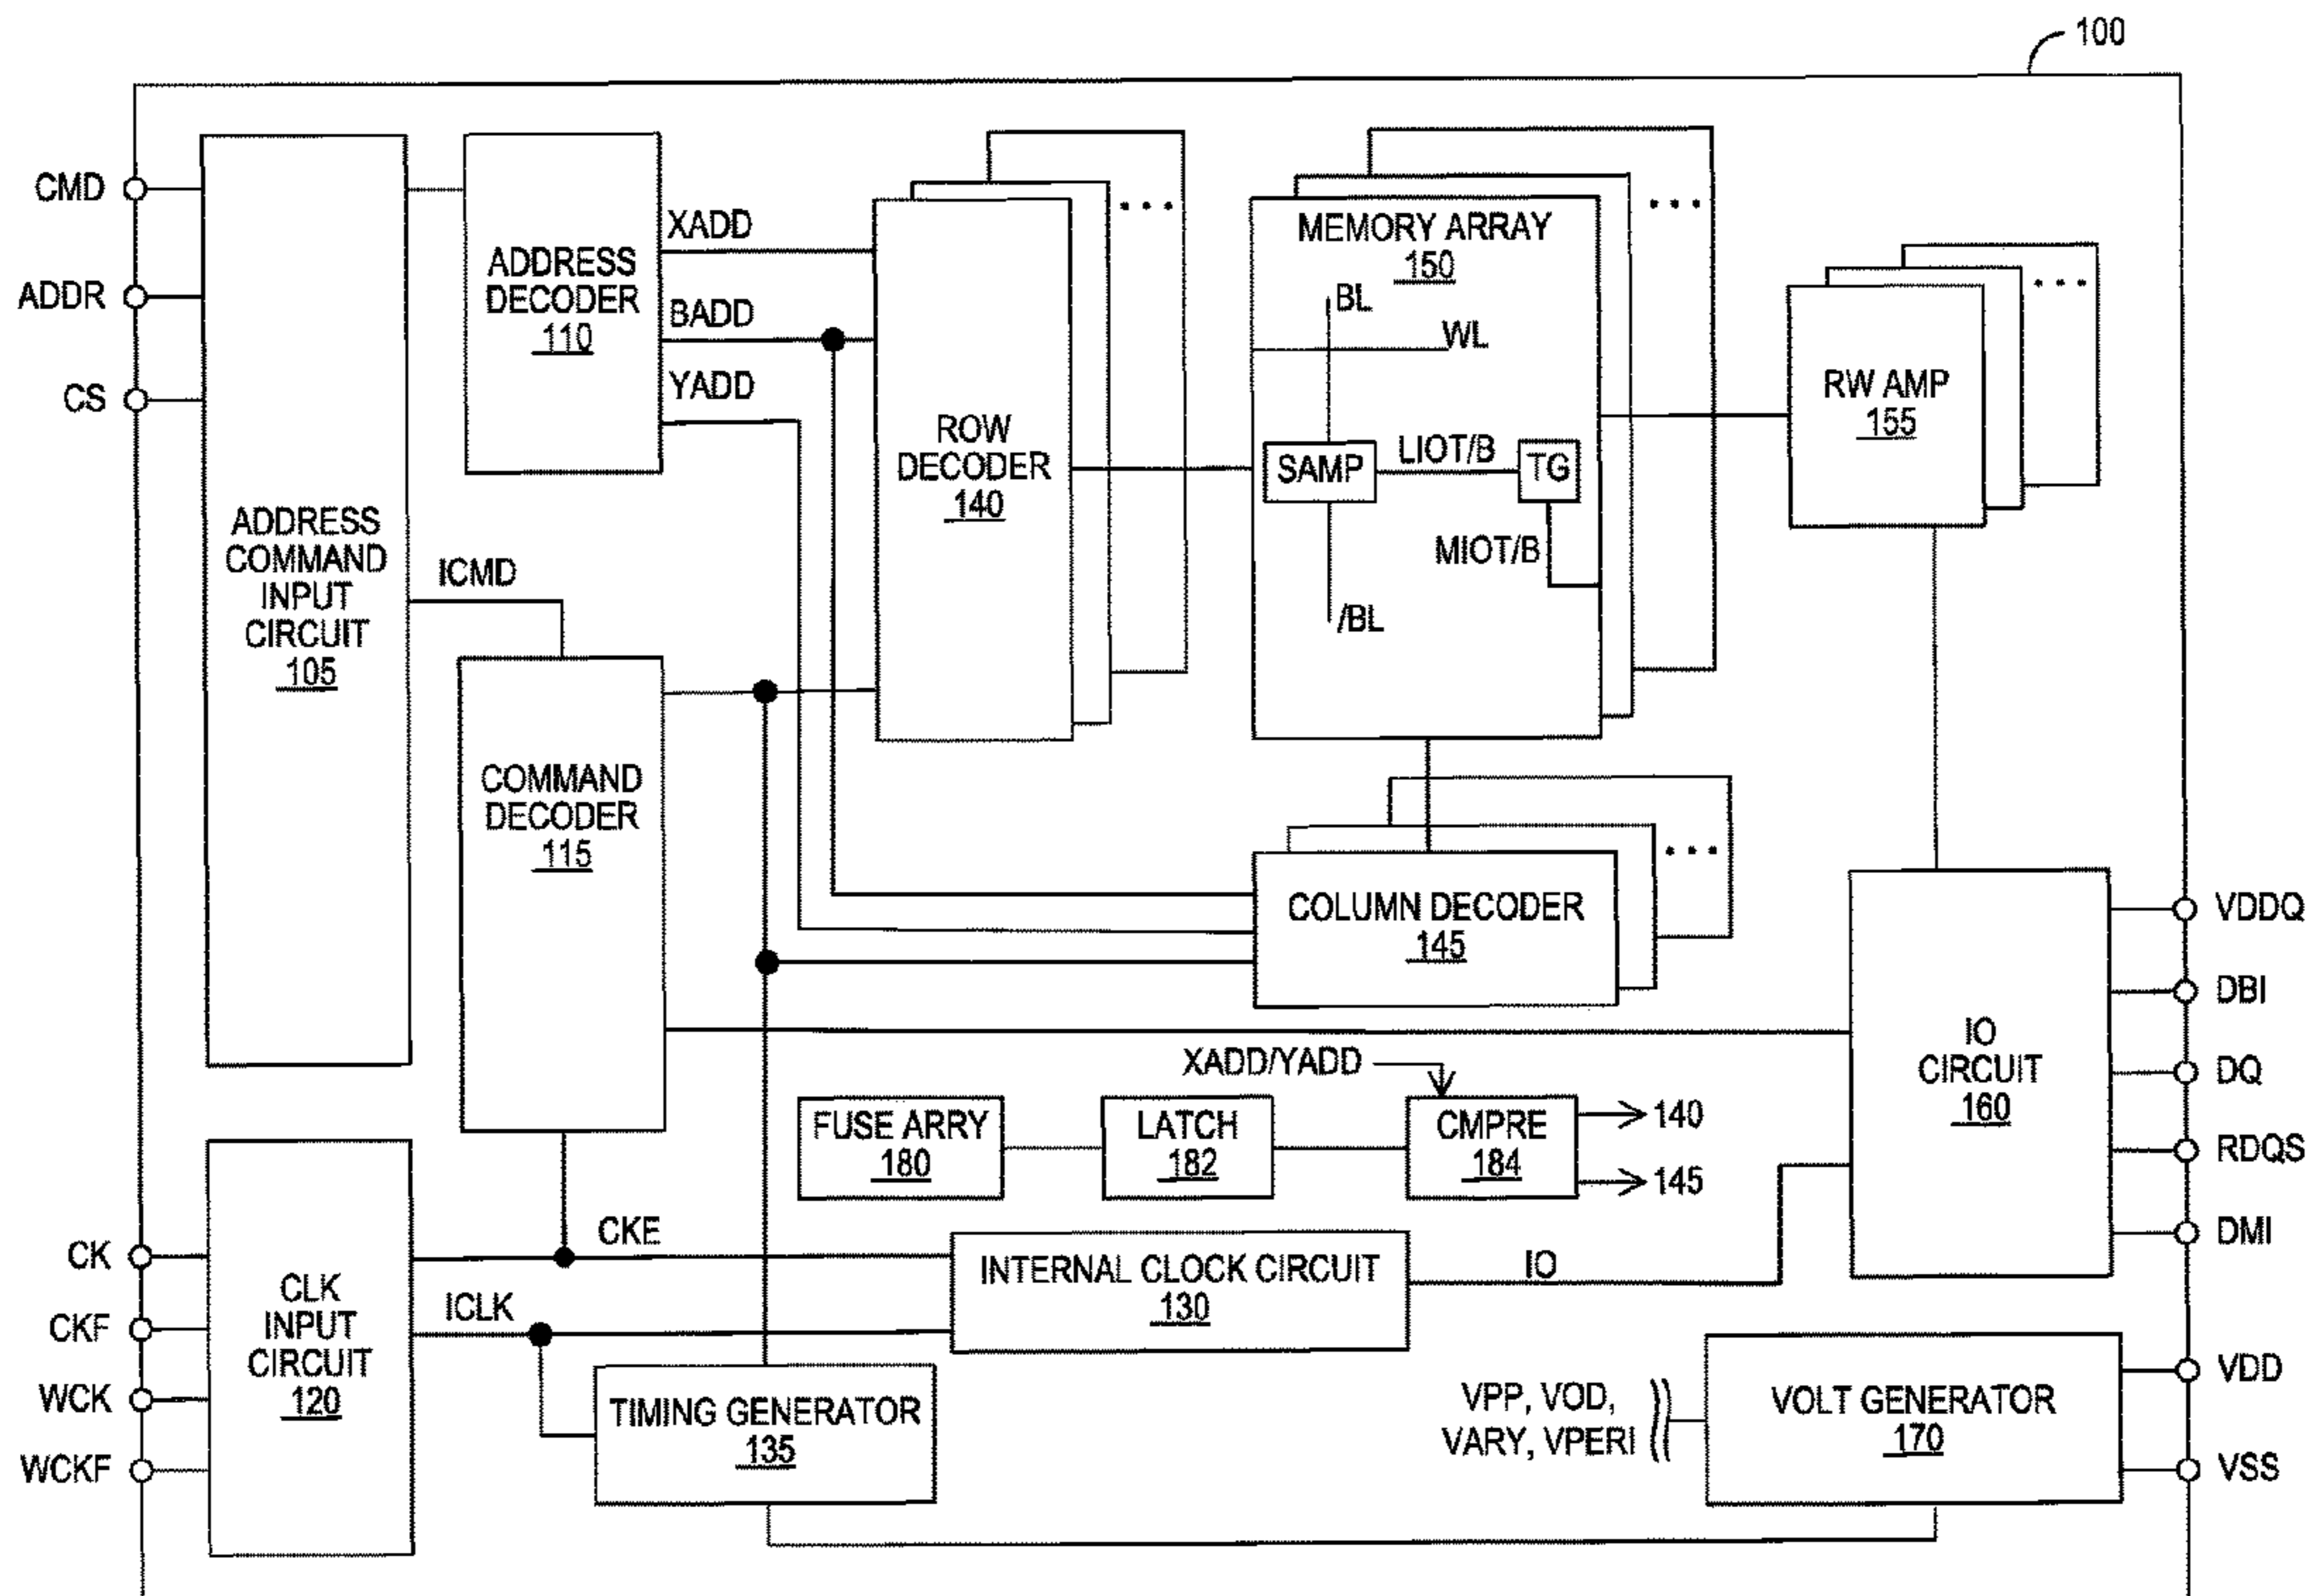 100
CMD
ADDR
CS
ADDRESS
COMMAND
INPUT
CIRCUIT
105
ADDRESS
DECODER
110
XADD
BADD
YADD
ICMD
COMMAND
DECODER
115
ROW
DECODER
140
...
MEMORY ARRAY
150
BL
WL
SAMP
LIOT/B
TG
MIOT/B
/BL
...
RW AMP
155
...
COLUMN DECODER
145
...
IO
CIRCUIT
160
VDDQ
DBI
DQ
RDQS
DMI
XADD/YADD
FUSE ARRY
180
LATCH
182
CMPRE
184
140
145
CK
CKF
WCK
WCKF
CLK
INPUT
CIRCUIT
120
CKE
ICLK
INTERNAL CLOCK CIRCUIT
130
IO
TIMING GENERATOR
135
VPP, VOD,
VARY, VPERI
VOLT GENERATOR
170
VDD
VSS